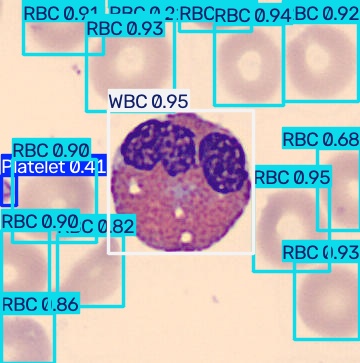 RBC 0.91
RBC 0.2
RBC
RBC 0.94
RBC 0.92
RBC 0.93
WBC 0.95
RBC 0.68
RBC 0.90
Platelet 0.41
RBC 0.95
RBC 0.90
RBC 0.82
RBC 0.93
RBC 0.86